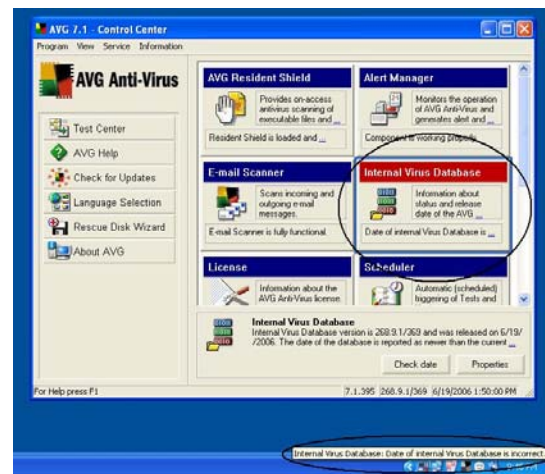 AVG 7.1 - Control Center
Program View Service Information
AVG Anti-Virus
Test Center
AVG Help
Check for Updates
Language Selection
Rescue Disk Wizard
About AVG
AVG Resident Shield
Provides on-access
antivirus scanning of
executable files and ...
Resident Shield is loaded and ...
Alert Manager
Monitors the operation
of AVG Anti-Virus and
generates alert and ...
Component is working properly.
E-mail Scanner
Scans incoming and
outgoing e-mail
messages.
E-mail Scanner is fully functional.
Internal Virus Database
Information about
status and release
date of the AVG ...
Date of internal Virus Database is ...
License
Information about the
AVG Anti-Virus license
Scheduler
Automatic (scheduled)
triggering of Tests and
Internal Virus Database
Internal Virus Database version is 268.9.1/369 and was released on 6/19/
/2006. The date of the database is reported as newer than the current ...
Check date
Properties
For Help press F1
7.1.395 268.9.1/369 6/19/2006 1:50:00 PM
Internal Virus Database: Date of internal Virus Database is incorrect.